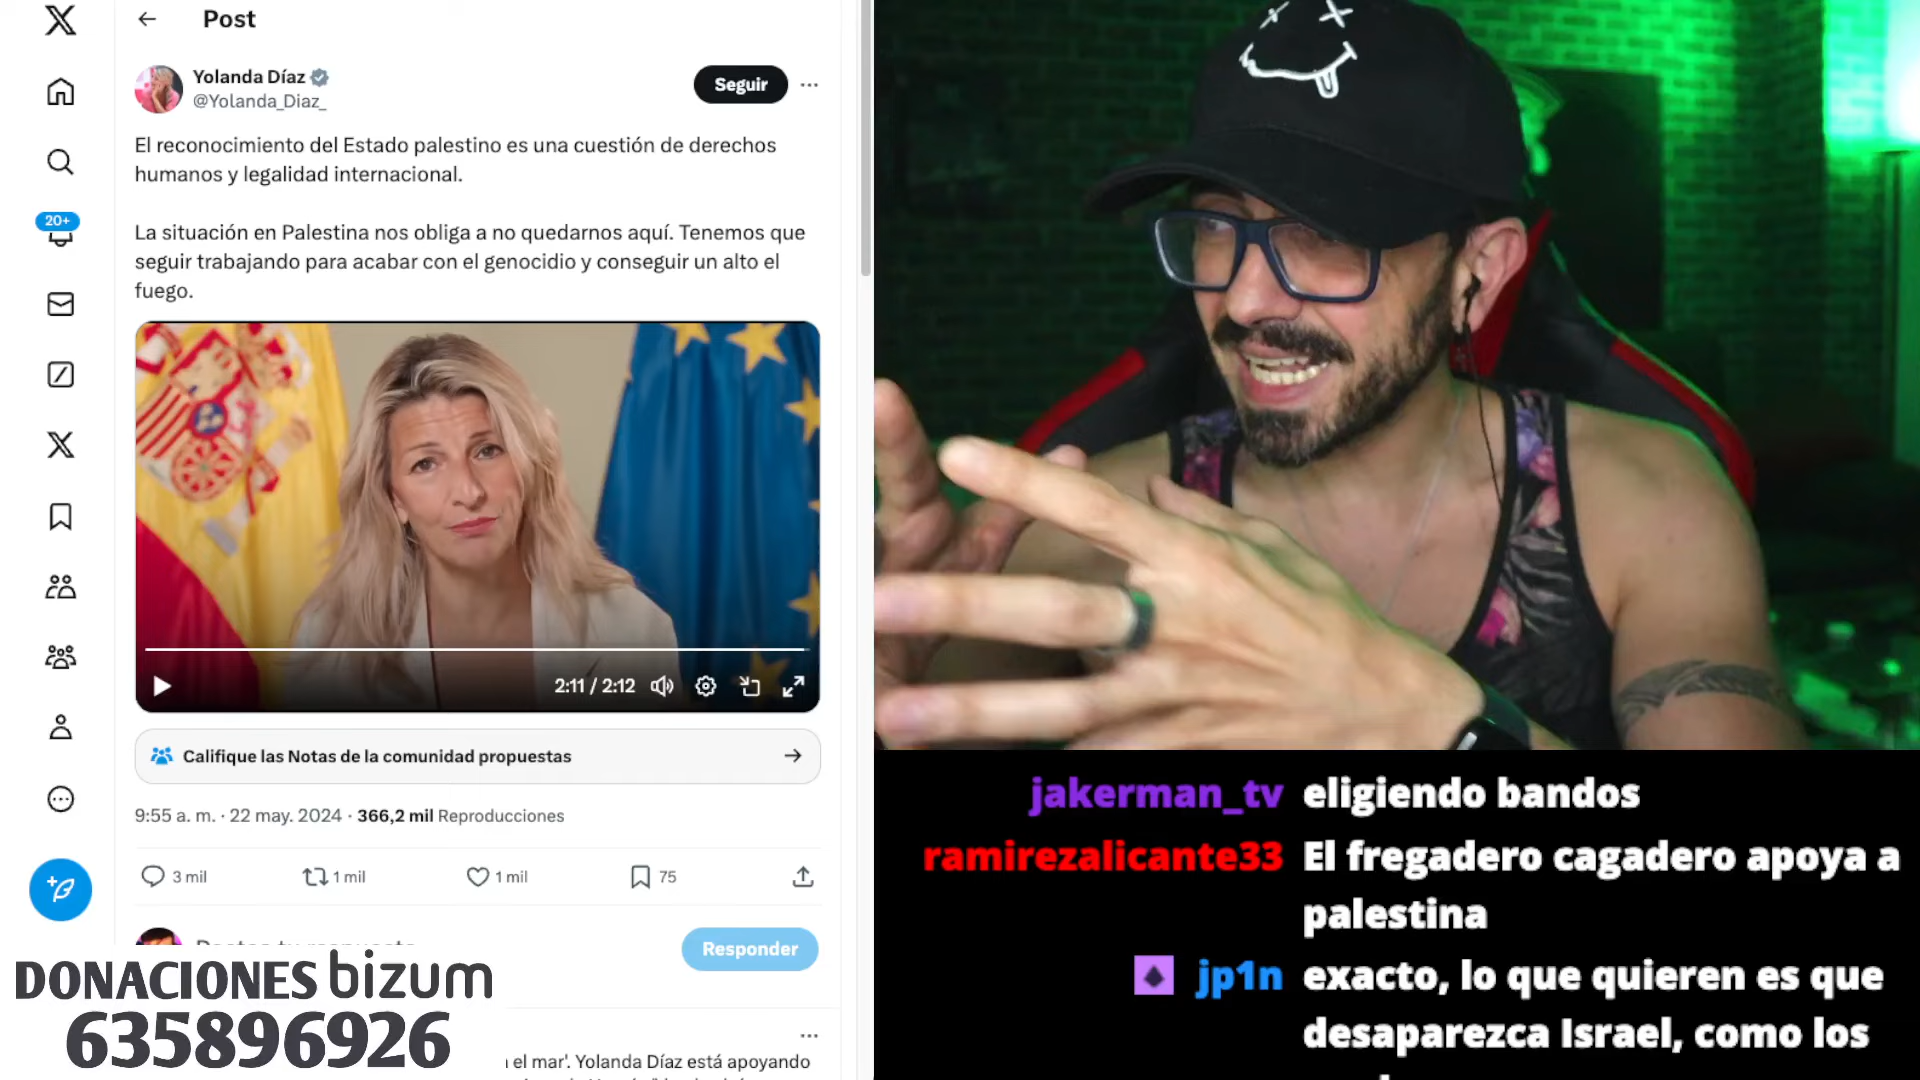 Post
Yolanda Díaz
@Yolanda_Diaz_
Seguir
El reconocimiento del Estado palestino es una cuestión de derechos
humanos y legalidad internacional.
La situación en Palestina nos obliga a no quedarnos aquí. Tenemos que
seguir trabajando para acabar con el genocidio y conseguir un alto el
fuego.
20+
2:11 / 2:12
Califique las Notas de la comunidad propuestas
9:55 a. m. · 22 may. 2024 · 366,2 mil Reproducciones
3 mil
1 mil
1 mil
75
Responder
DONACIONES bizum
635896926
el mar'. Yolanda Díaz está apoyando
jakerman_tv eligiendo bandos
ramirezalicante33 El fregadero cagadero apoya a
palestina
jp1n exacto, lo que quieren es que
desaparezca Israel, como los